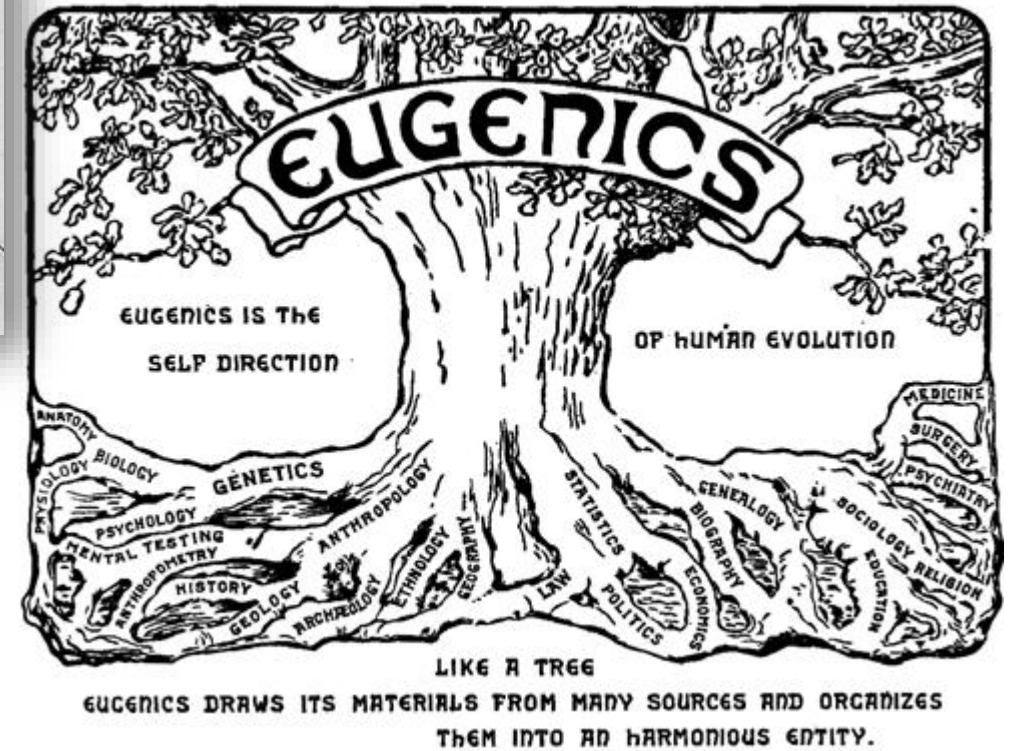 EUGENICS
EUGENICS IS THE
SELF DIRECTION
OF HUMAN EVOLUTION
ANATOMY
PHYSIOLOGY
BIOLOGY
GENETICS
PSYCHOLOGY
MENTAL TESTING
ANTHROPOMETRY
HISTORY
GEOLOGY
ANTHROPOLOGY
ARCHÆOLOGY
ETHNOLOGY
GEOGRAPHY
LAW
STATISTICS
POLITICS
ECONOMICS
BIOGRAPHY
GENEALOGY
EDUCATION
SOCIOLOGY
RELIGION
PSYCHIATRY
SURGERY
MEDICINE
LIKE A TREE
EUGENICS DRAWS ITS MATERIALS FROM MANY SOURCES AND ORGANIZES
THEM INTO AN HARMONIOUS ENTITY.